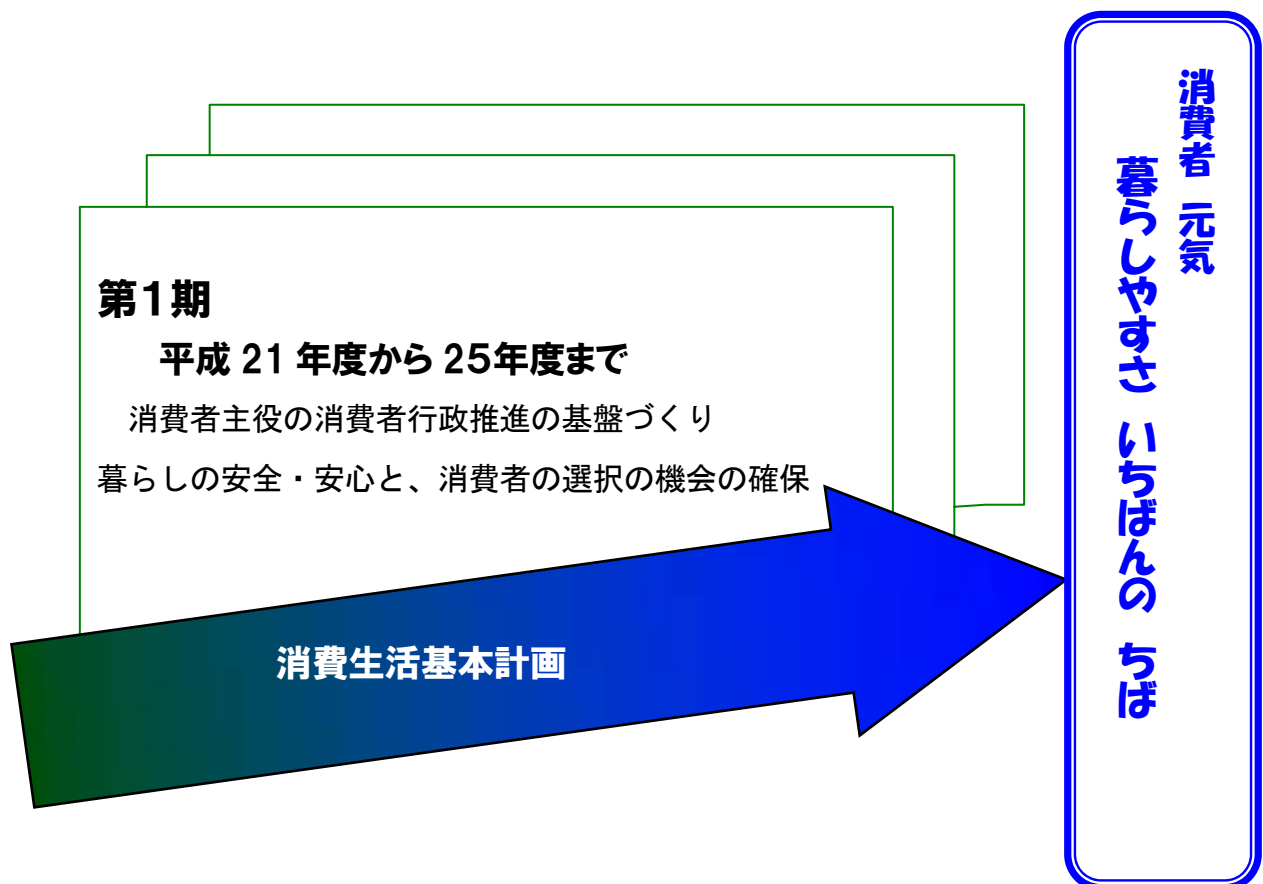 第1期
平成 21 年度から 25年度まで
消費者主役の消費者行政推進の基盤づくり
暮らしの安全・安心と、消費者の選択の機会の確保
消費生活基本計画
消費者 元気
暮らしやすさ いちばんの ちば